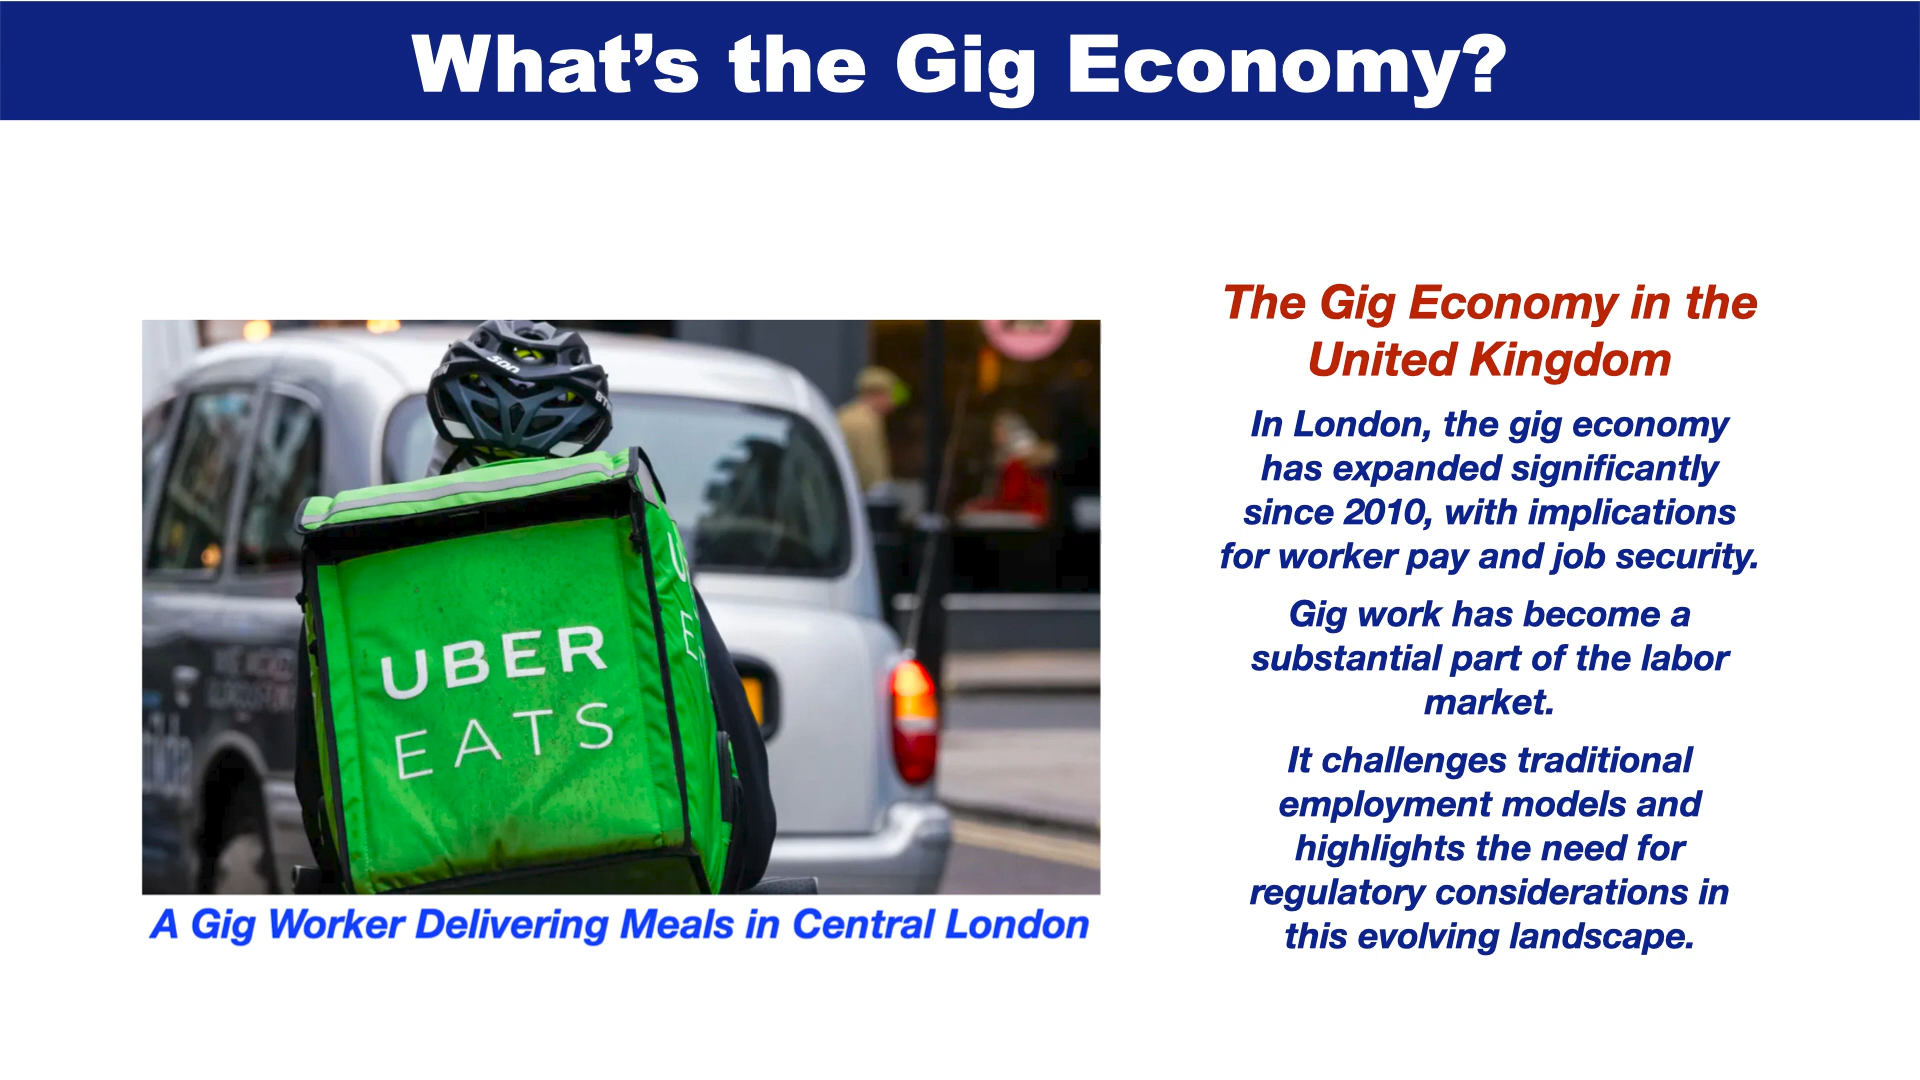 What’s the Gig Economy?
The Gig Economy in the
United Kingdom
In London, the gig economy
has expanded significantly
since 2010, with implications
for worker pay and job security.
Gig work has become a
substantial part of the labor
market.
It challenges traditional
employment models and
highlights the need for
regulatory considerations in
this evolving landscape.
UBER
EATS
A Gig Worker Delivering Meals in Central London